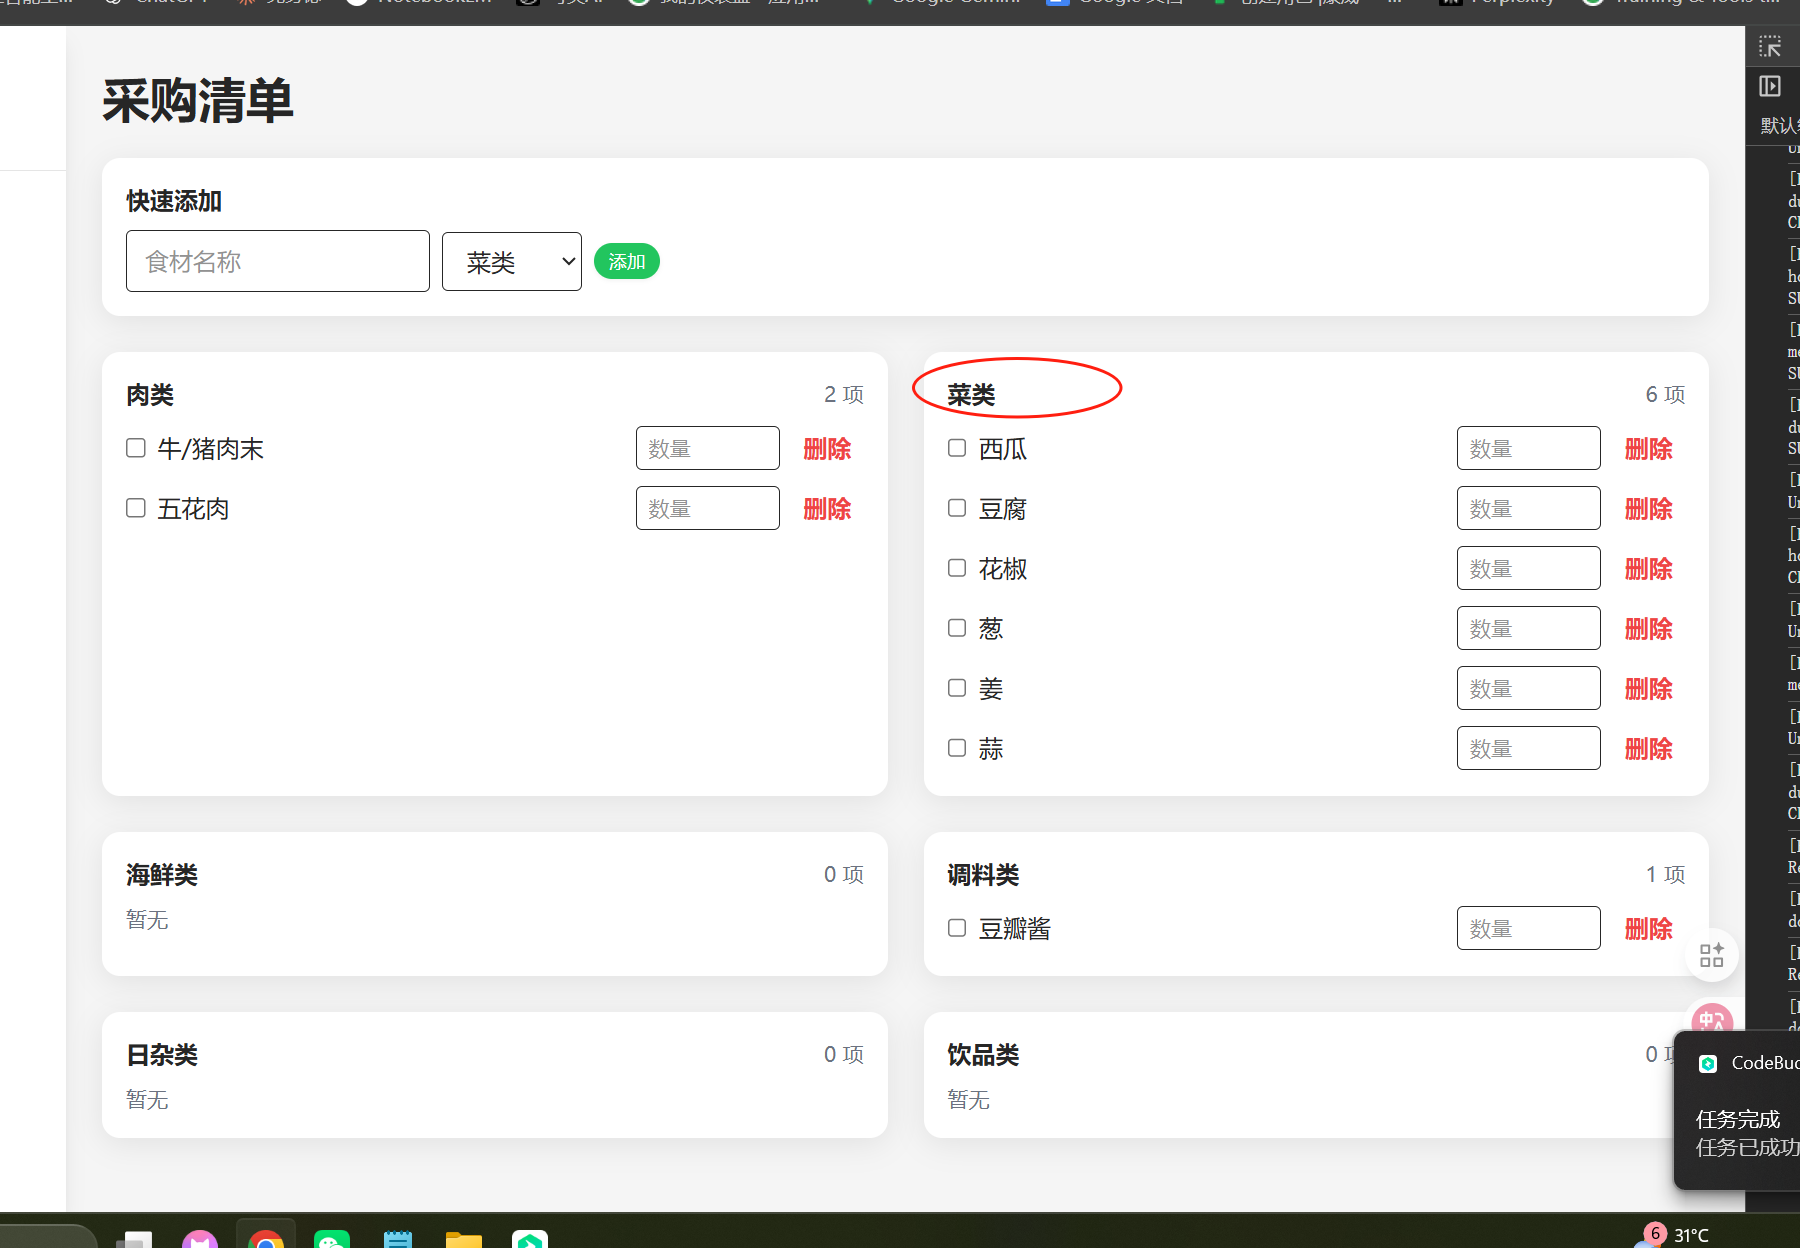 采购清单
快速添加
食材名称
菜类
添加
肉类
2 项
牛/猪肉末
数量
删除
五花肉
数量
删除
菜类
6 项
西瓜
数量
删除
豆腐
数量
删除
花椒
数量
删除
葱
数量
删除
姜
数量
删除
蒜
数量
删除
海鲜类
0 项
暂无
调料类
1 项
豆瓣酱
数量
删除
日杂类
0 项
暂无
饮品类
0 项
暂无
默认
中A
CodeBud
任务完成
任务已成功
6
31°C